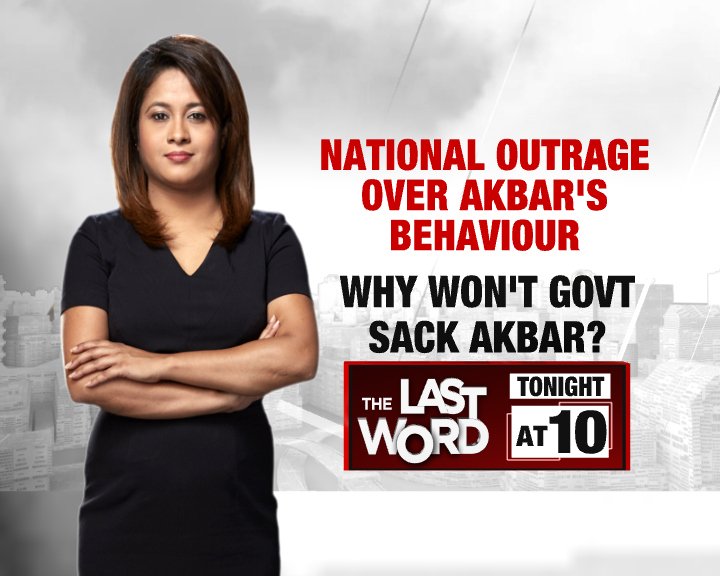 NATIONAL OUTRAGE
OVER AKBAR'S
BEHAVIOUR
WHY WON'T GOVT
SACK AKBAR?
THE LAST
WORD
TONIGHT
AT 10